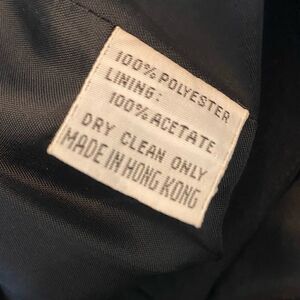 100% POLYESTER
LINING:
100% ACETATE
DRY CLEAN ONLY
MADE IN HONG KONG